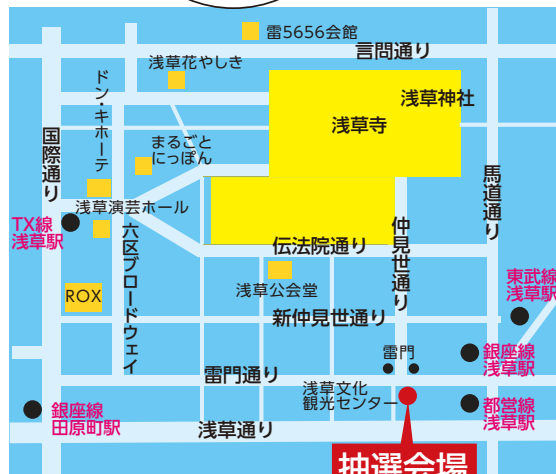 雷5656会館
言問通り
浅草花やしき
ドン・キホーテ
浅草神社
浅草寺
国際通り
まるごと
にっぽん
馬道通り
浅草演芸ホール
TX線
浅草駅
六区ブロードウェイ
伝法院通り
仲見世通り
東武線
浅草駅
ROX
浅草公会堂
新仲見世通り
雷門
銀座線
浅草駅
雷門通り
浅草文化
観光センター
銀座線
田原町駅
都営線
浅草駅
浅草通り
抽選会場